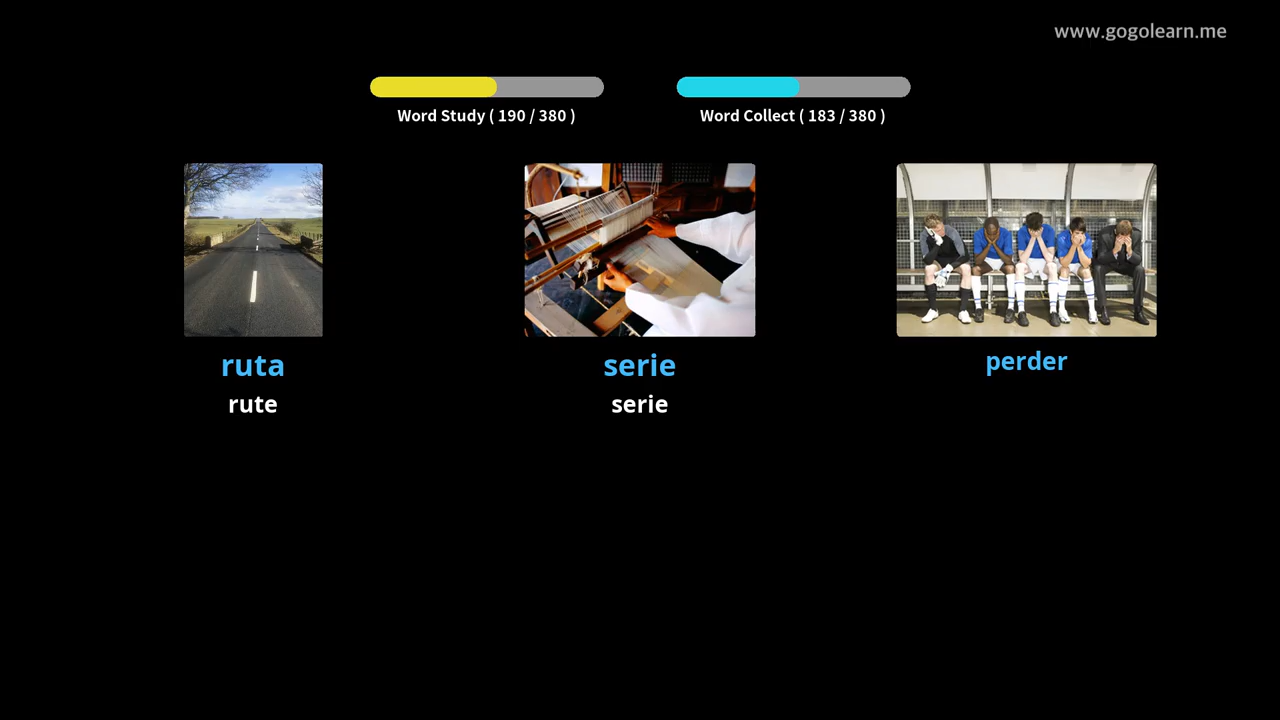 www.gogolearn.me
Word Study ( 190 / 380 )
Word Collect ( 183 / 380 )
ruta
rute
serie
serie
perder